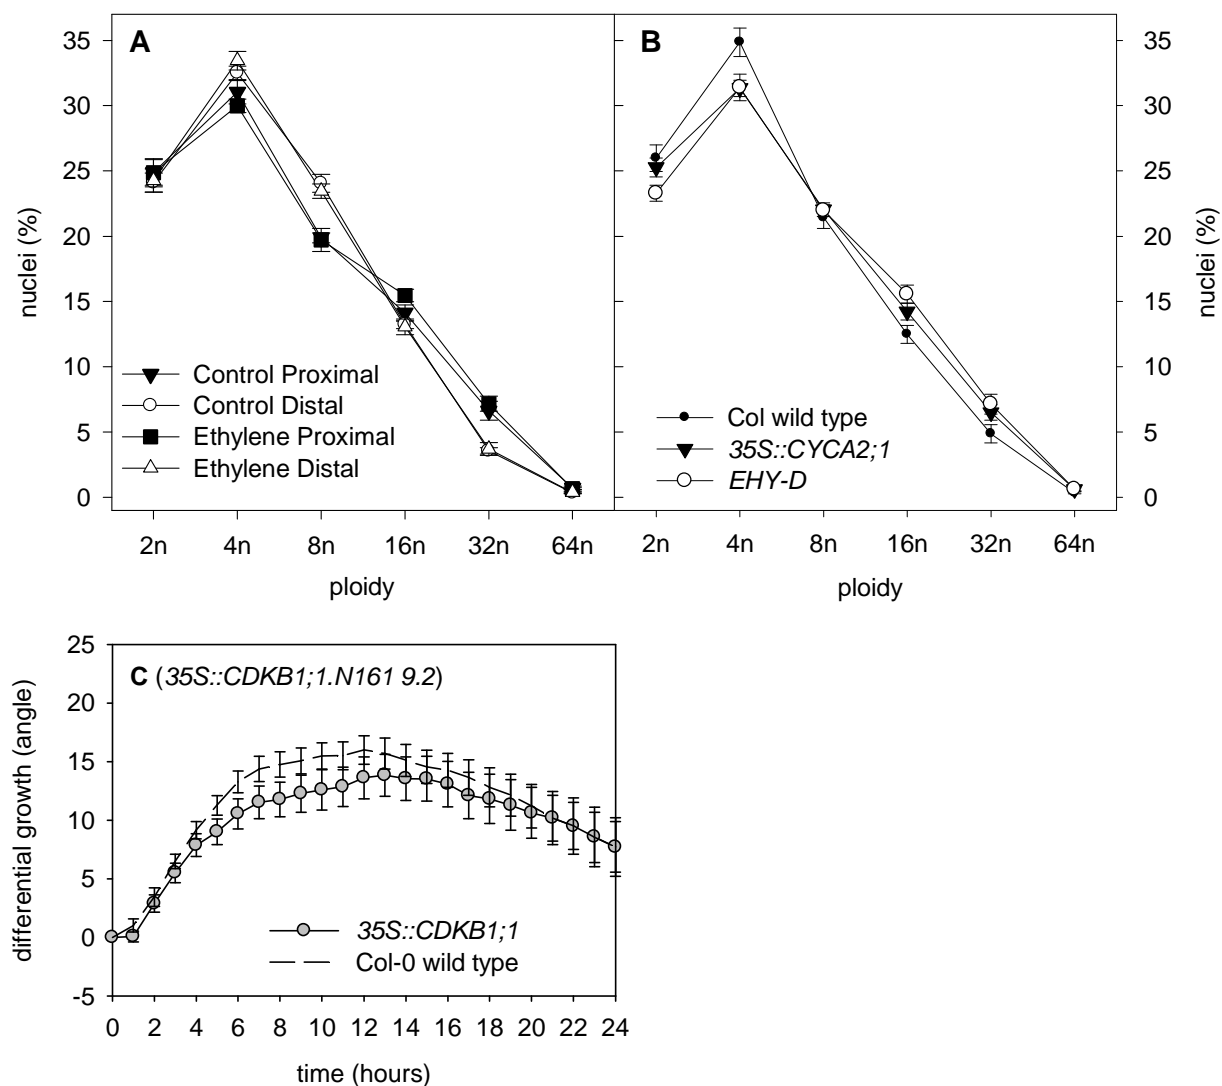 A
B
35
30
25
20
15
10
5
0
nuclei (%)
Control Proximal
Control Distal
Ethylene Proximal
Ethylene Distal
2n 4n 8n 16n 32n 64n
ploidy
Col wild type
35S::CYCA2;1
EHY-D
2n 4n 8n 16n 32n 64n
ploidy
35
30
25
20
15
10
5
0
nuclei (%)
C (35S::CDKB1;1.N161 9.2)
25
20
15
10
5
0
-5
differential growth (angle)
35S::CDKB1;1
Col-0 wild type
0 2 4 6 8 10 12 14 16 18 20 22 24
time (hours)